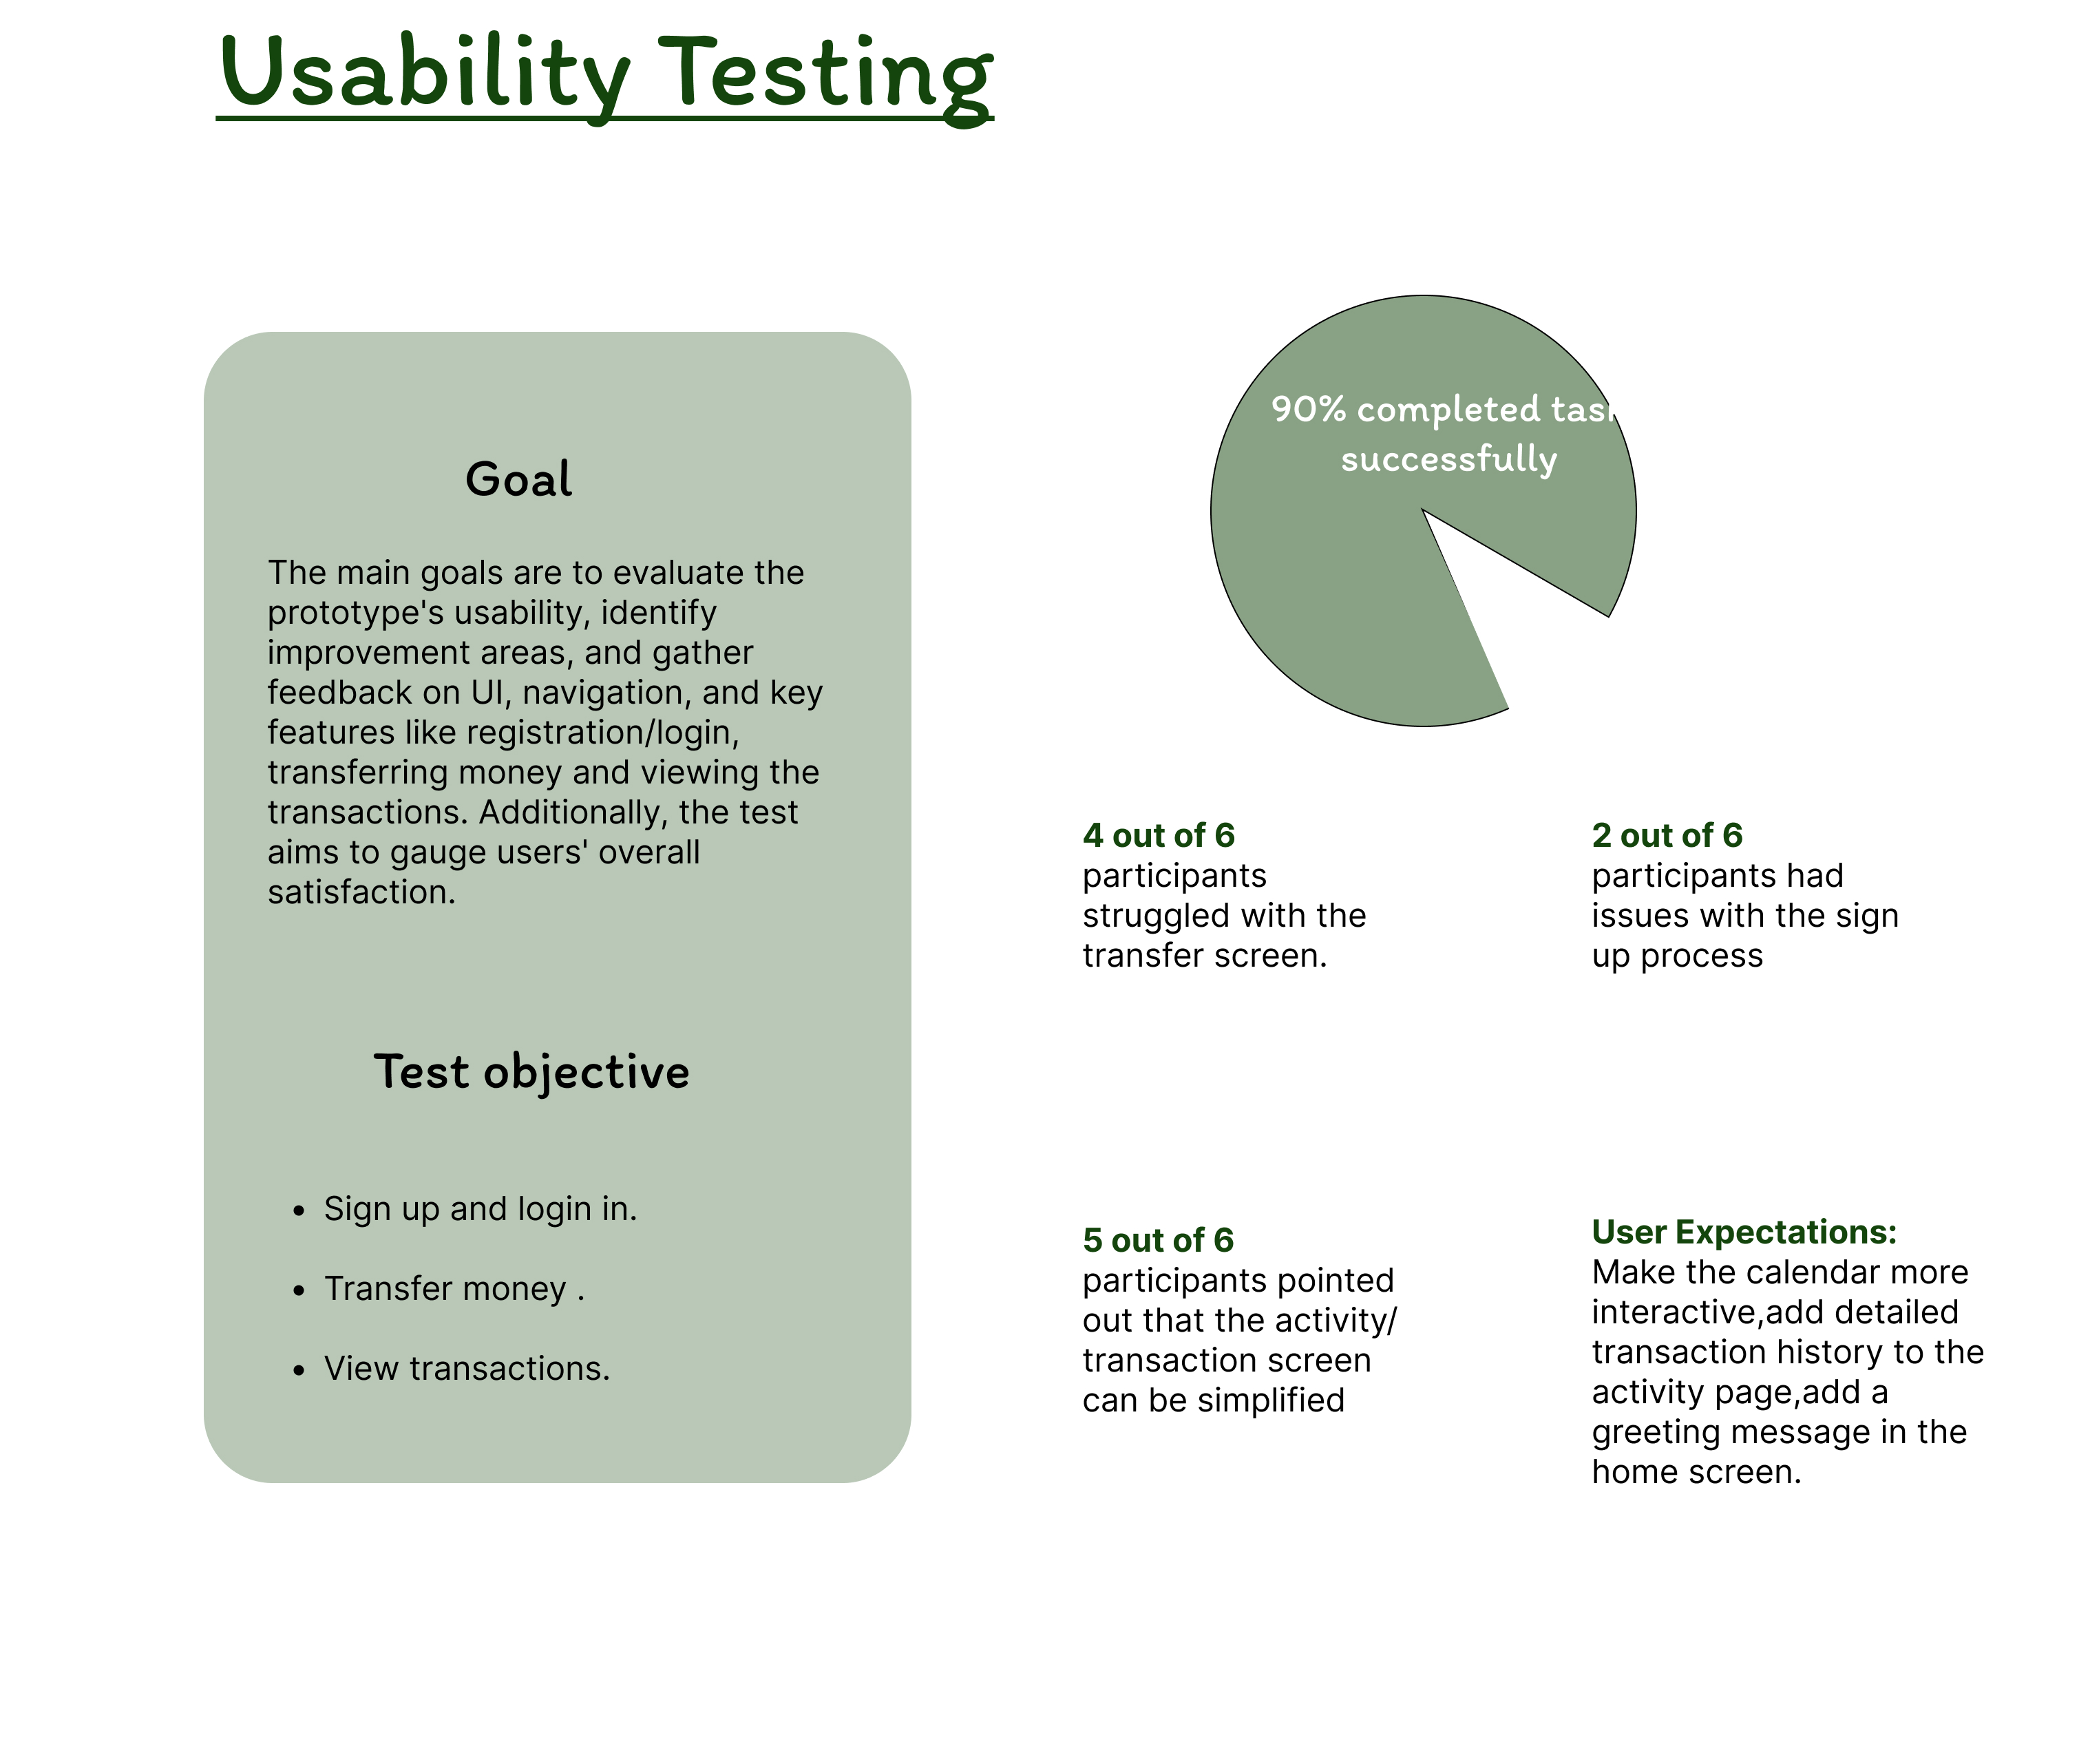 Usability Testing
Goal
The main goals are to evaluate the
prototype's usability, identify
improvement areas, and gather
feedback on UI, navigation, and key
features like registration/login,
transferring money and viewing the
transactions. Additionally, the test
aims to gauge users' overall
satisfaction.
Test objective
• Sign up and login in.
• Transfer money .
• View transactions.
90% completed tas
successfully
4 out of 6
participants
struggled with the
transfer screen.
2 out of 6
participants had
issues with the sign
up process
5 out of 6
participants pointed
out that the activity/
transaction screen
can be simplified
User Expectations:
Make the calendar more
interactive,add detailed
transaction history to the
activity page,add a
greeting message in the
home screen.